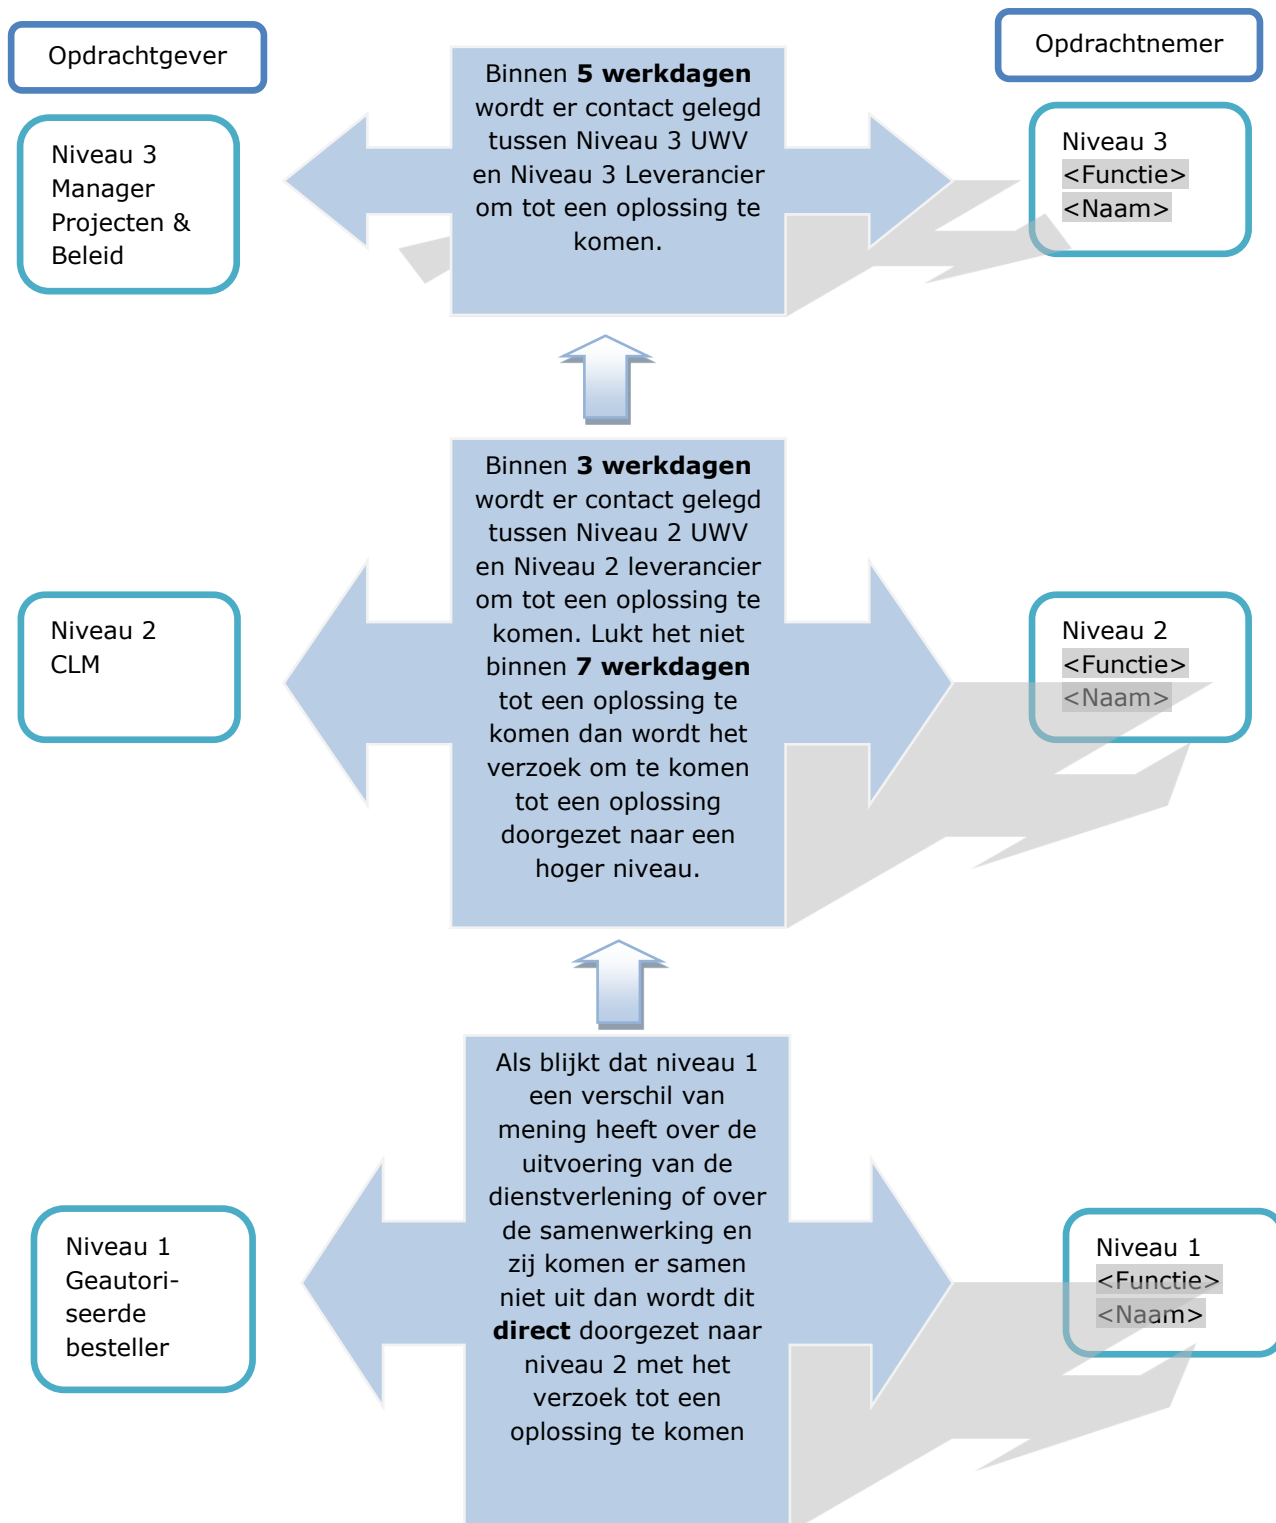 Opdrachtgever
Opdrachtnemer
Niveau 3
Manager
Projecten &
Beleid
Binnen 5 werkdagen
wordt er contact gelegd
tussen Niveau 3 UWV
en Niveau 3 Leverancier
om tot een oplossing te
komen.
Niveau 3
<Functie>
<Naam>
Niveau 2
CLM
Binnen 3 werkdagen
wordt er contact gelegd
tussen Niveau 2 UWV
en Niveau 2 leverancier
om tot een oplossing te
komen. Lukt het niet
binnen 7 werkdagen
tot een oplossing te
komen dan wordt het
verzoek om te komen
tot een oplossing
doorgezet naar een
hoger niveau.
Niveau 2
<Functie>
<Naam>
Niveau 1
Geautori-
seerde
besteller
Als blijkt dat niveau 1
een verschil van
mening heeft over de
uitvoering van de
dienstverlening of over
de samenwerking en
zij komen er samen
niet uit dan wordt dit
direct doorgezet naar
niveau 2 met het
verzoek tot een
oplossing te komen
Niveau 1
<Functie>
<Naam>